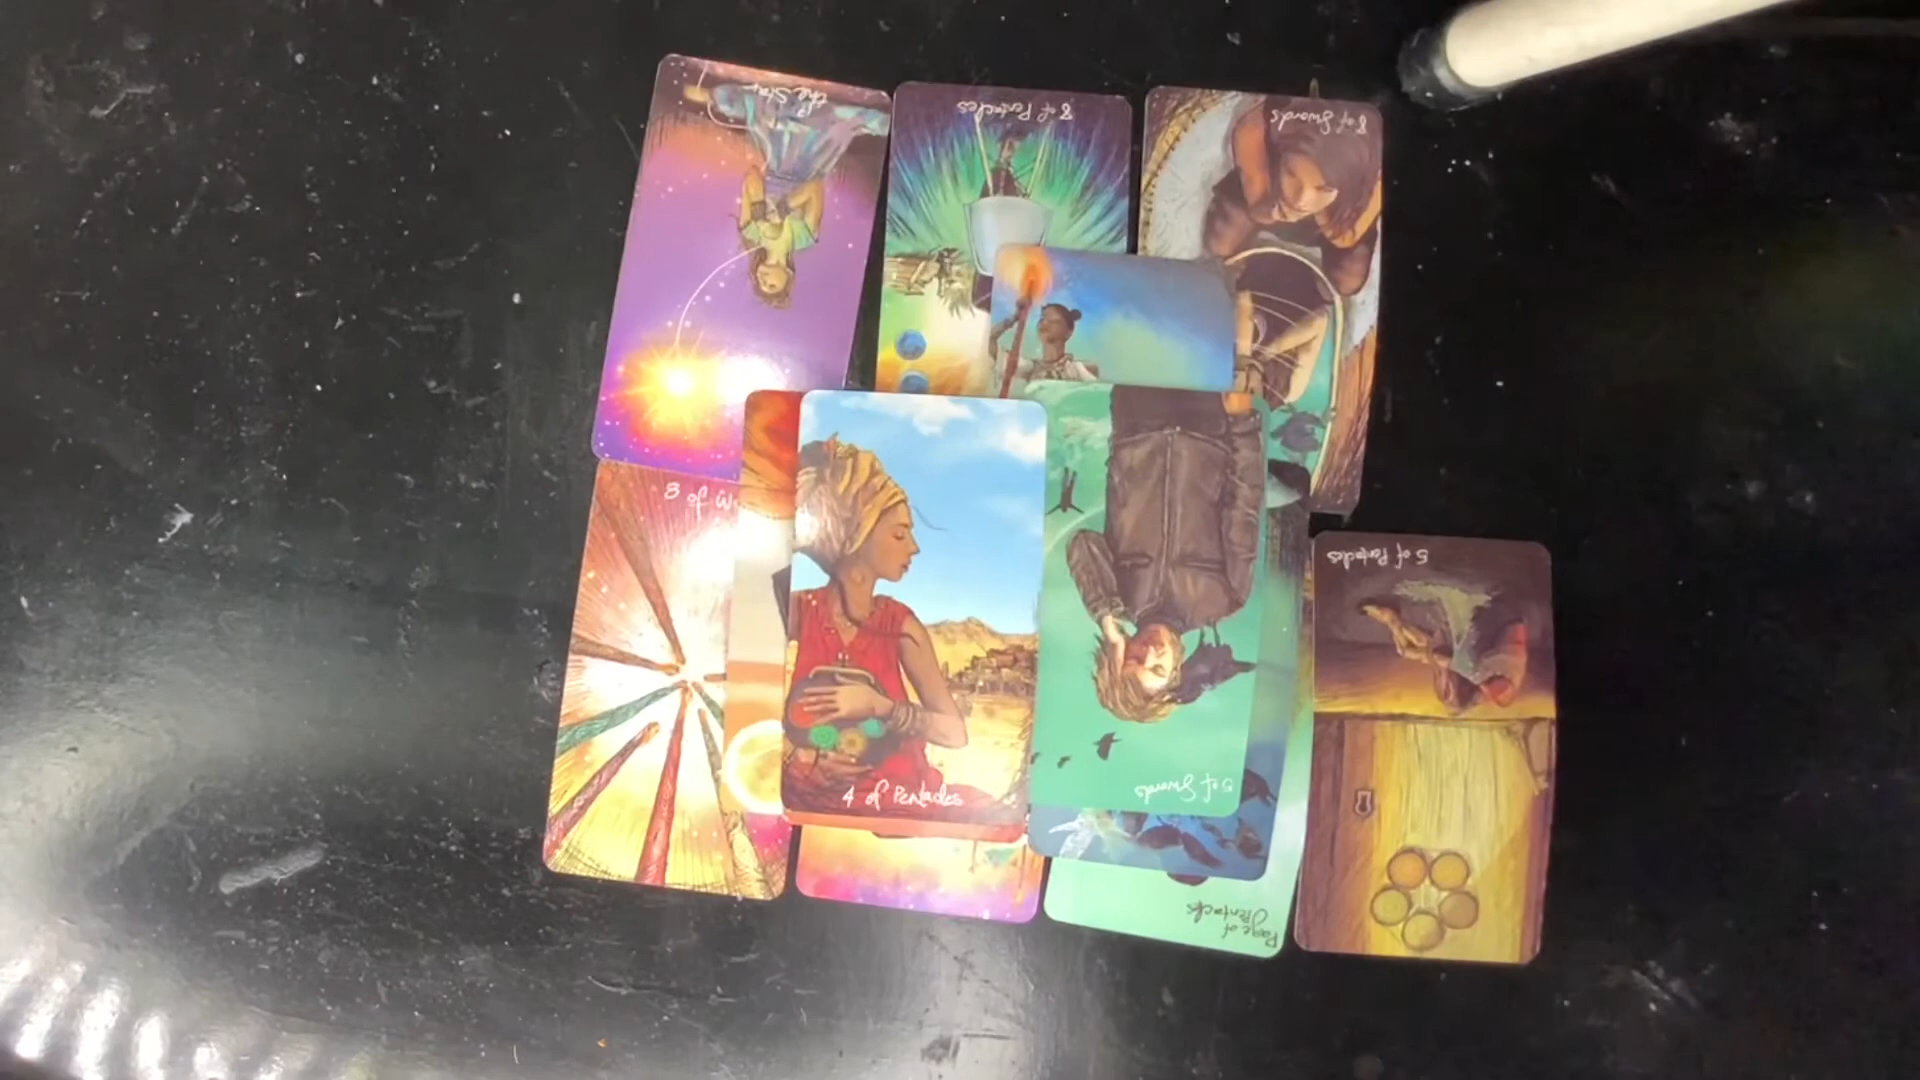 17
the Star
8 of Pentacles
8 of Swords
8 of W
5 of Pentacles
4 of Pentacles
5 of Swords
Page of
Pentacles